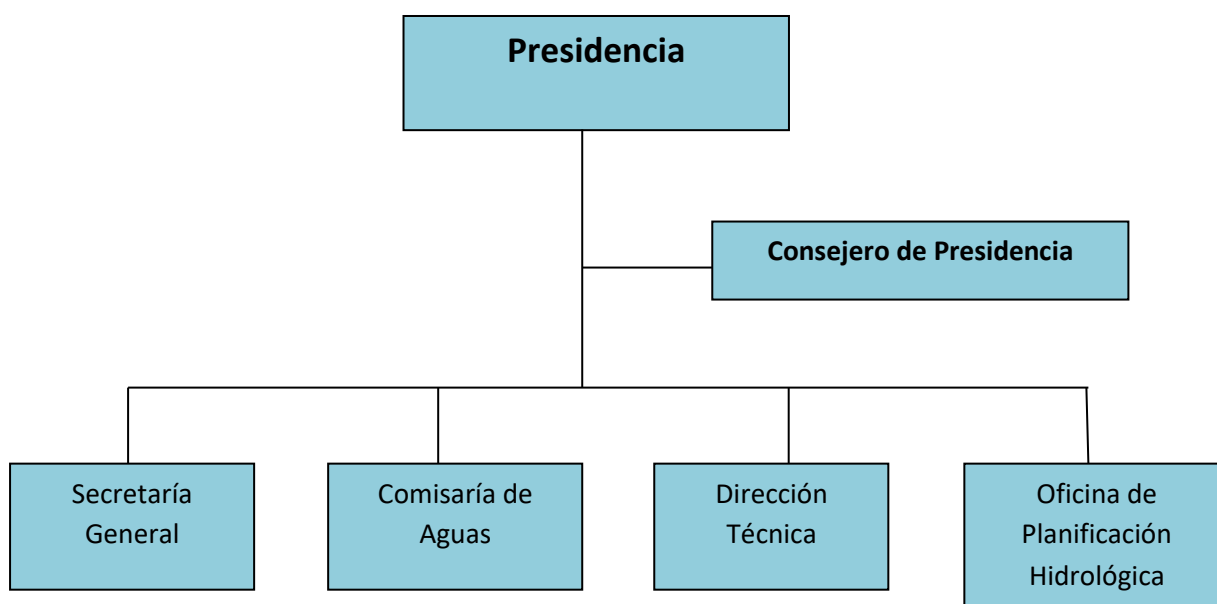 Presidencia
Consejero de Presidencia
Secretaría
General
Comisaría de
Aguas
Dirección
Técnica
Oficina de
Planificación
Hidrológica